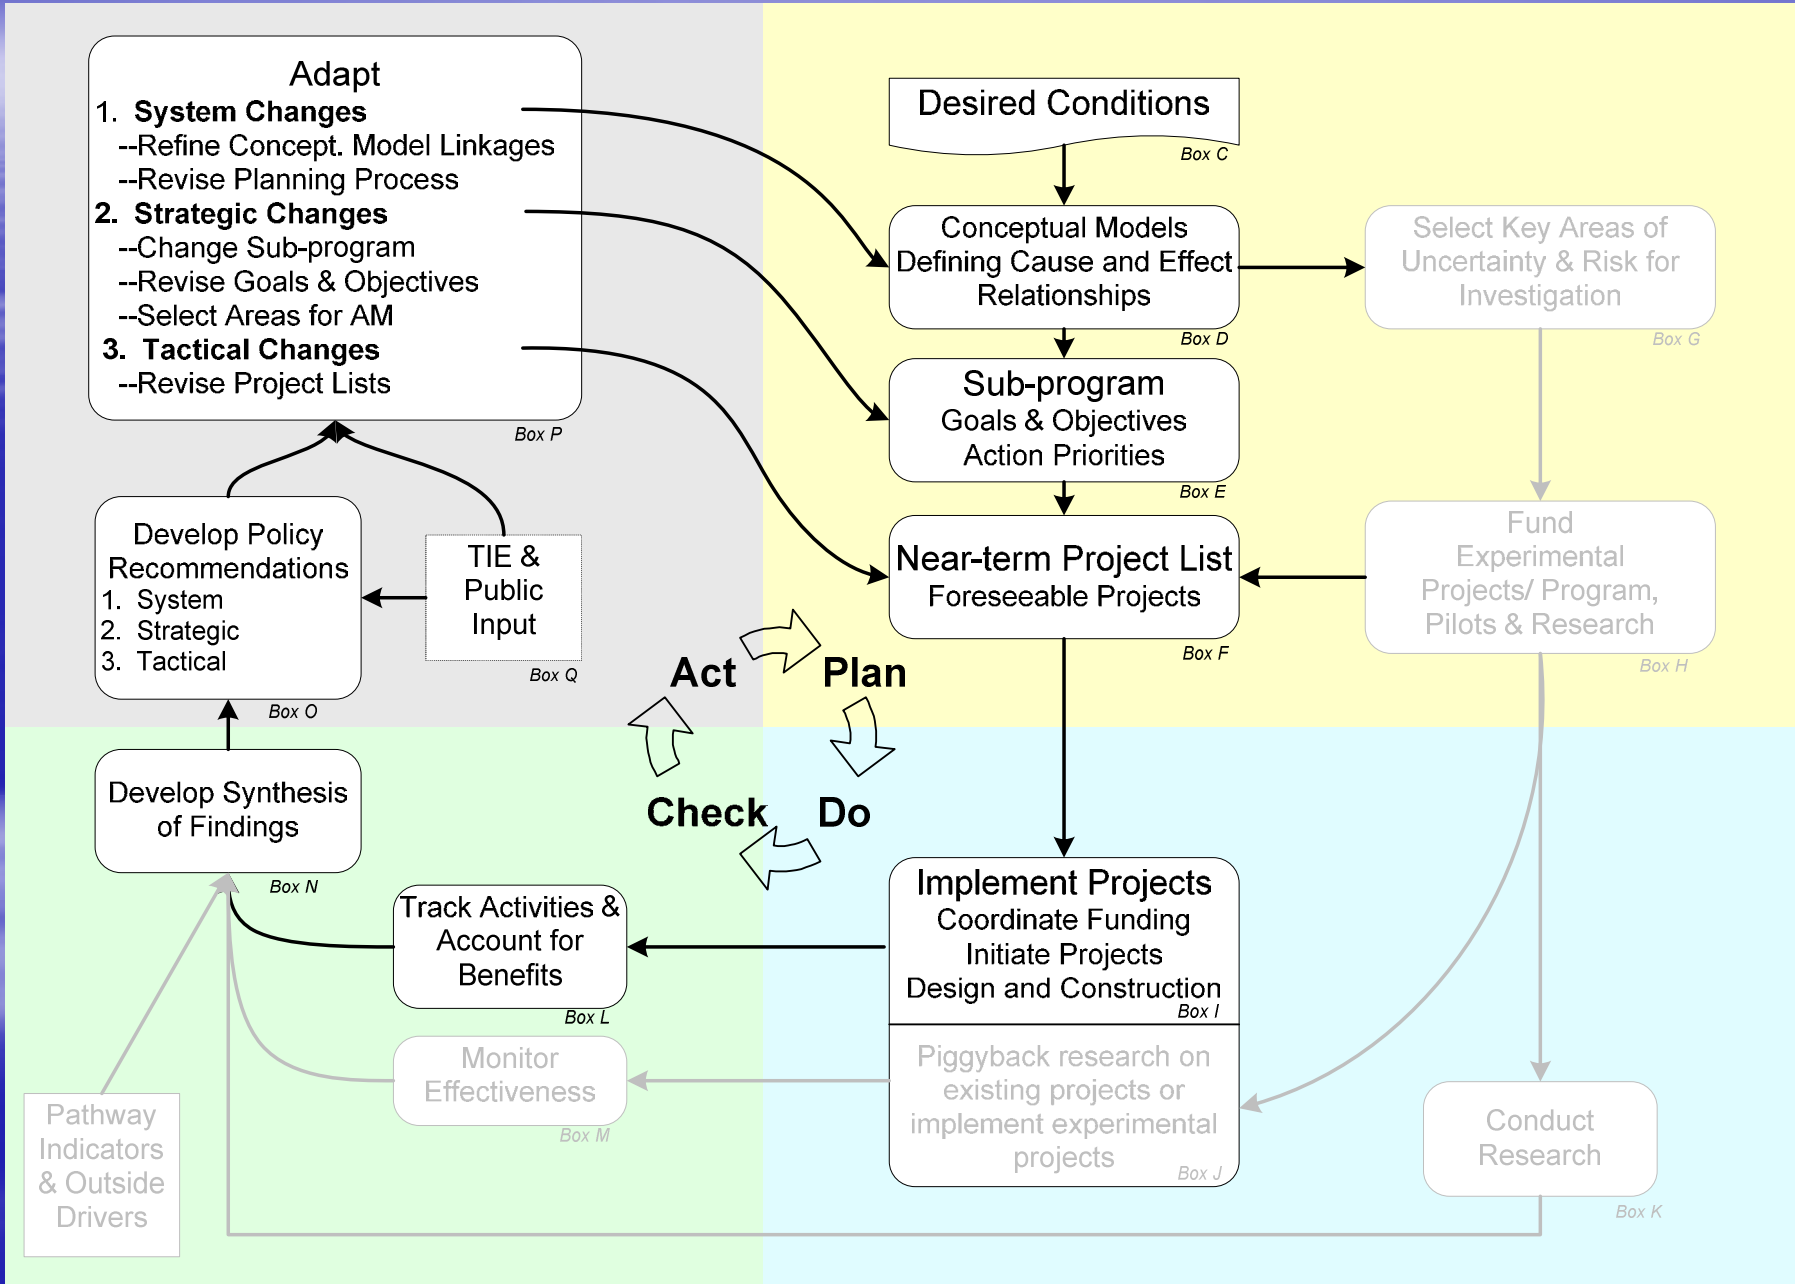 Adapt
1. System Changes
--Refine Concept. Model Linkages
--Revise Planning Process
2. Strategic Changes
--Change Sub-program
--Revise Goals & Objectives
--Select Areas for AM
3. Tactical Changes
--Revise Project Lists
Box P
Desired Conditions
Box C
Conceptual Models
Defining Cause and Effect
Relationships
Box D
Select Key Areas of
Uncertainty & Risk for
Investigation
Box G
Sub-program
Goals & Objectives
Action Priorities
Box E
Develop Policy
Recommendations
1. System
2. Strategic
3. Tactical
Box O
TIE &
Public
Input
Box Q
Near-term Project List
Foreseeable Projects
Box F
Fund
Experimental
Projects/ Program,
Pilots & Research
Box H
Act
Plan
Check
Do
Develop Synthesis
of Findings
Box N
Track Activities &
Account for
Benefits
Box L
Implement Projects
Coordinate Funding
Initiate Projects
Design and Construction
Box I
Monitor
Effectiveness
Box M
Piggyback research on
existing projects or
implement experimental
projects
Box J
Pathway
Indicators
& Outside
Drivers
Conduct
Research
Box K